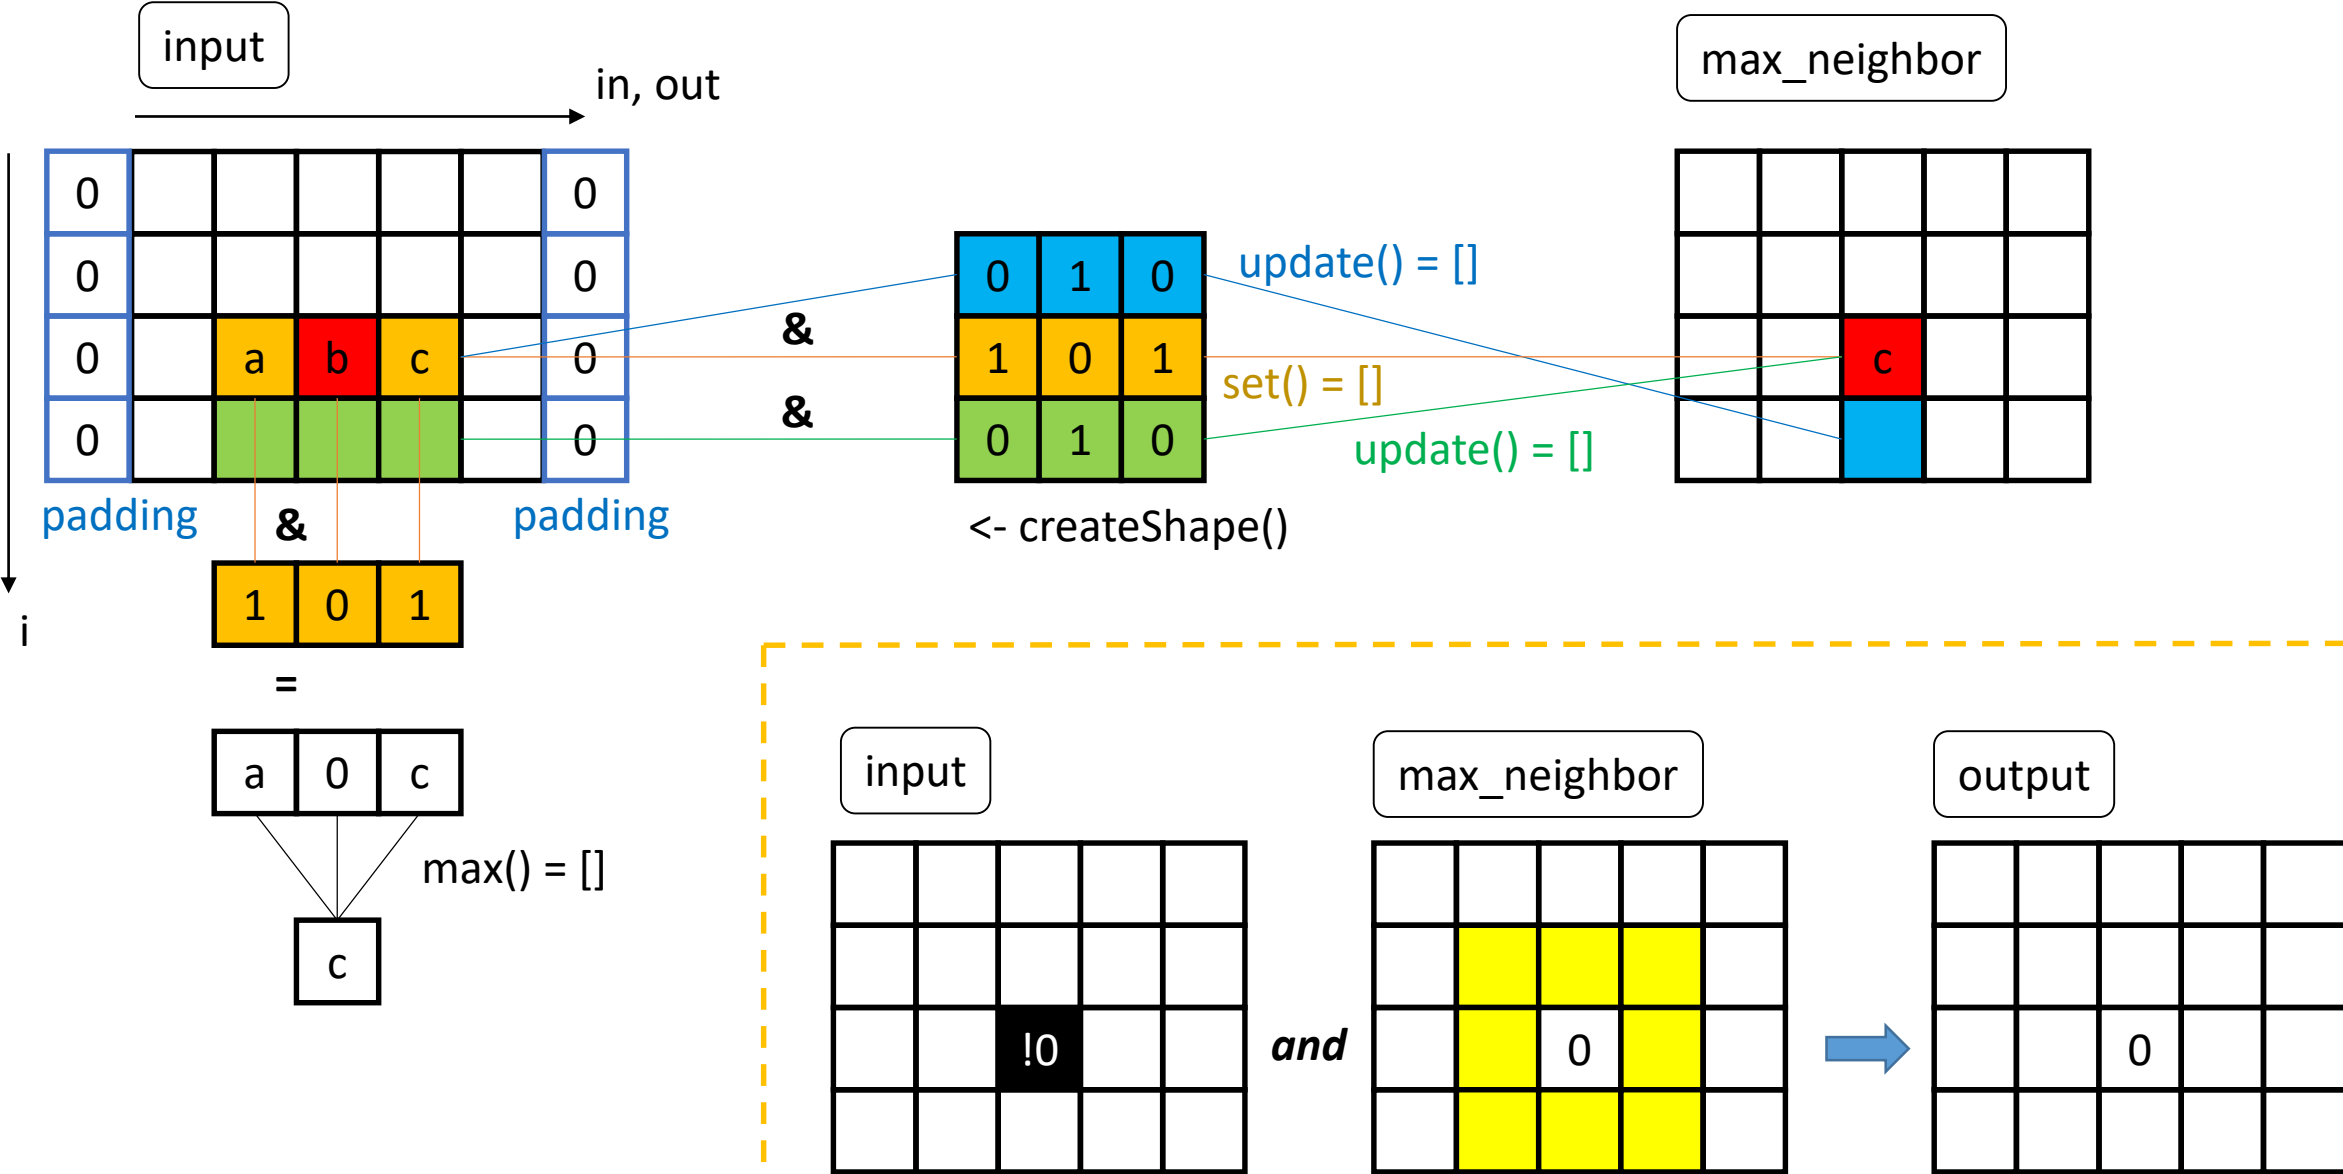 input
max_neighbor
in, out
0 0
0 0
0 a b c 0
0 0
padding & padding
1 0 1
=
a 0 c
max() = []
c
i
&
&
0 1 0
1 0 1
0 1 0
<- createShape()
update() = []
set() = []
update() = []
c
input
max_neighbor
output
!0
and
0
0